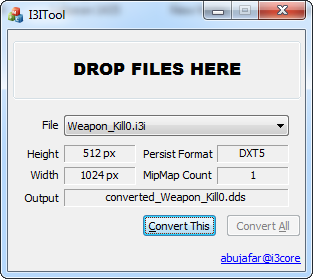 I3ITool
DROP FILES HERE
File Weapon_Kill0.i3i
Height 512 px Persist Format DXT5
Width 1024 px MipMap Count 1
Output converted_Weapon_Kill0.dds
Convert This Convert All
abujafar@i3core